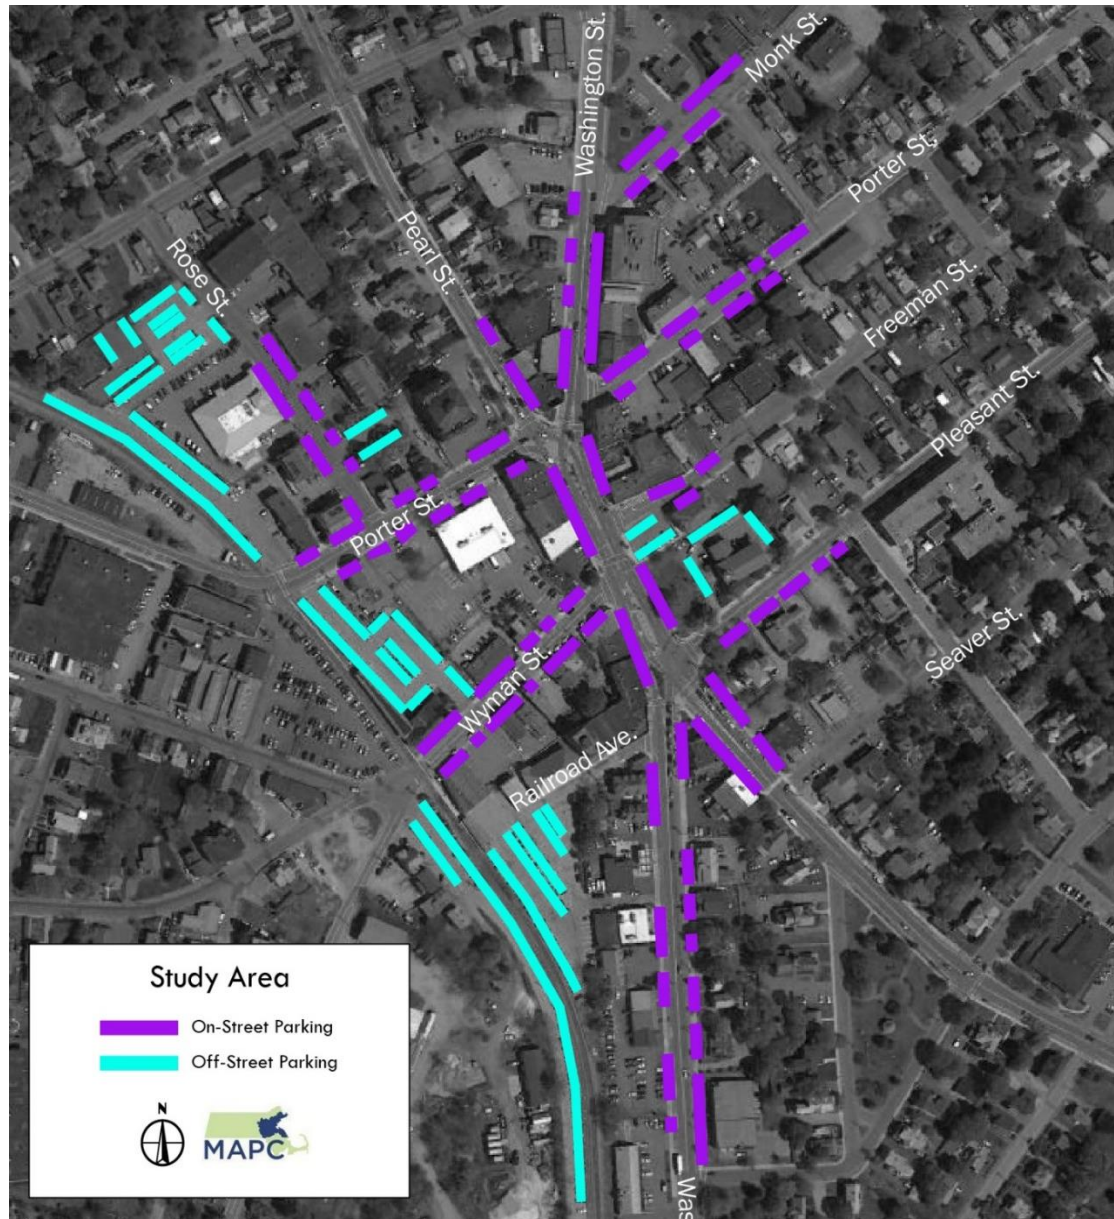 Washington St.
Monk St.
Porter St.
Pearl St.
Rose St.
Freeman St.
Pleasant St.
Porter St.
Seaver St.
Wyman St.
Railroad Ave.
Study Area
On-Street Parking
Off-Street Parking
N
MAPC
Was